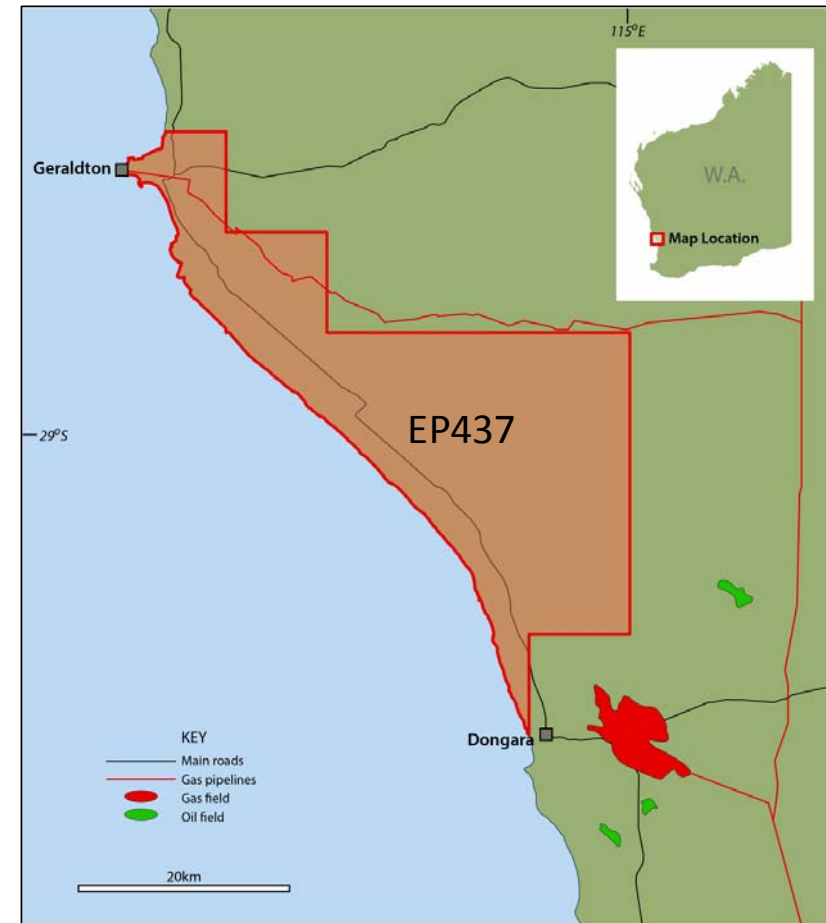 115°E
W.A.
Map Location
Geraldton
29°S
EP437
Dongara
KEY
Main roads
Gas pipelines
Gas field
Oil field
20km